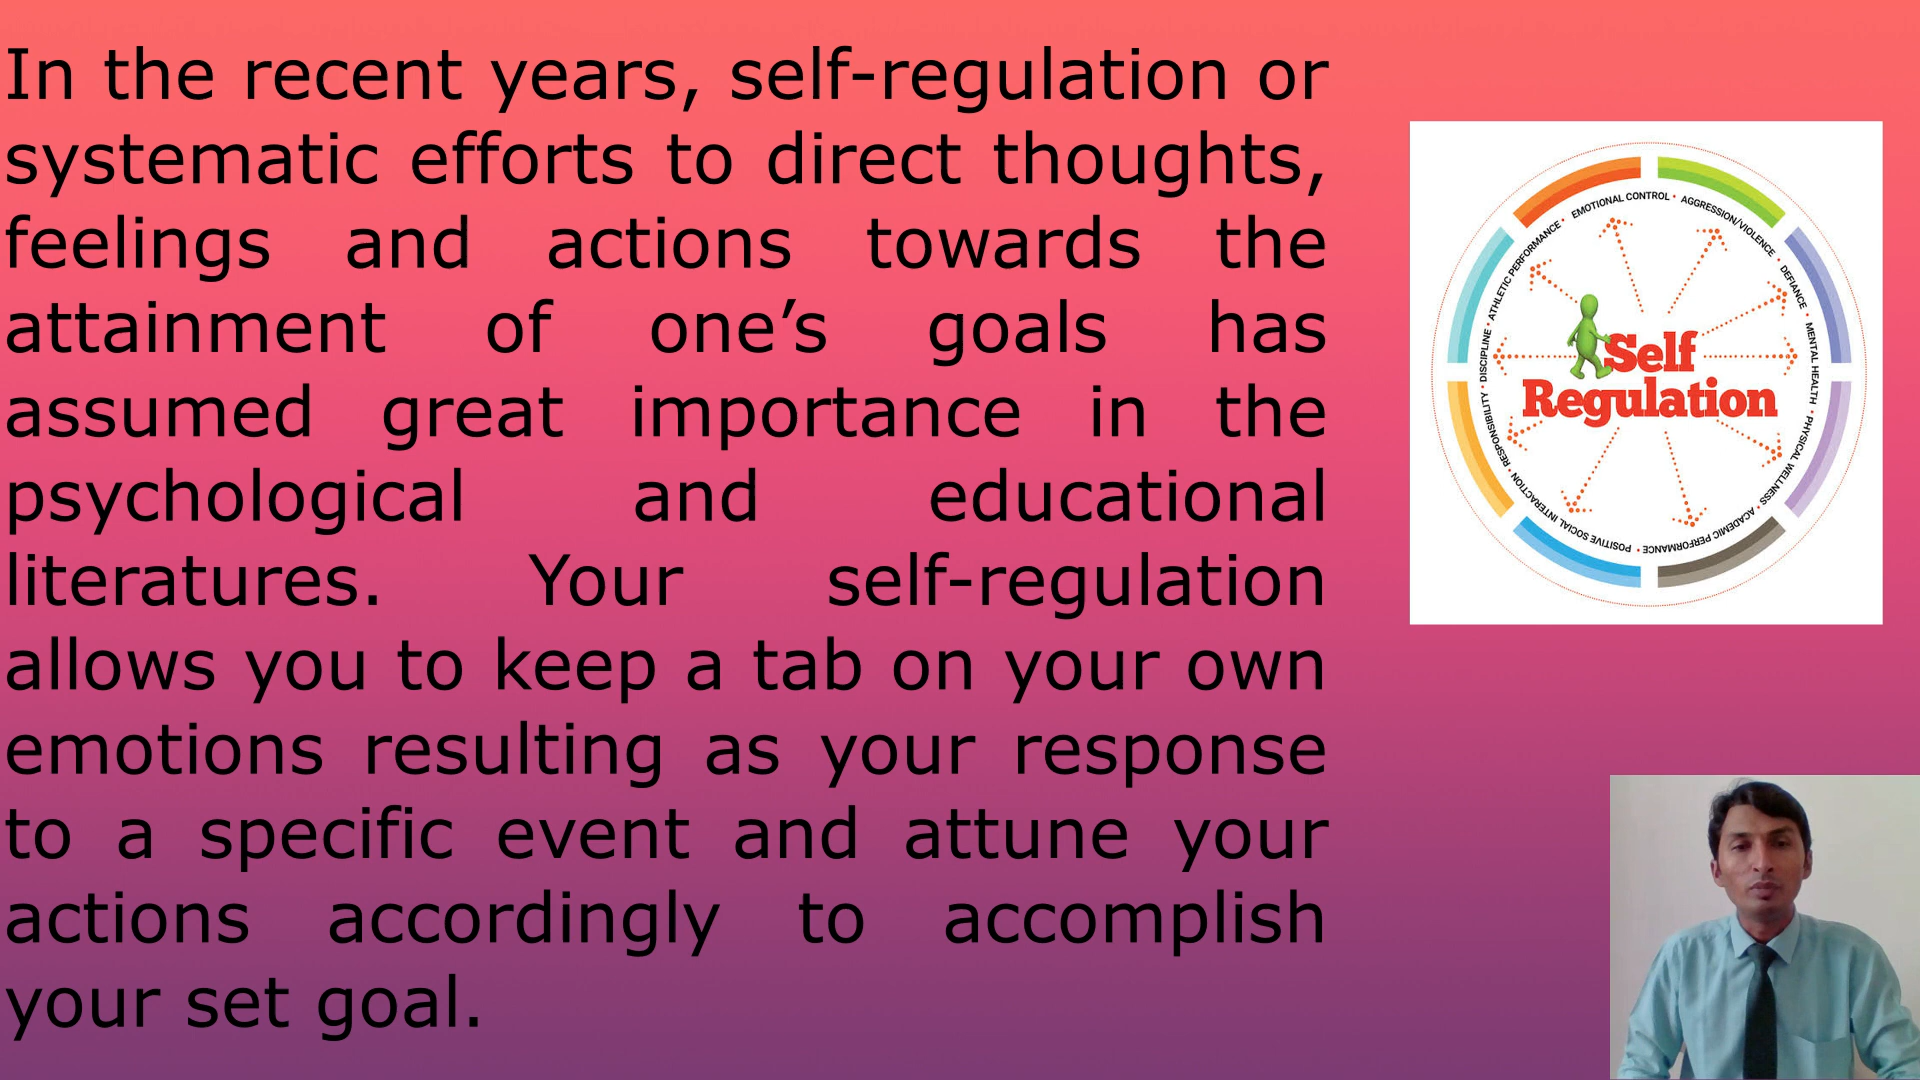 In the recent years, self-regulation or
systematic efforts to direct thoughts,
feelings and actions towards the
attainment of one’s goals has
assumed great importance in the
psychological and educational
literatures. Your self-regulation
allows you to keep a tab on your own
emotions resulting as your response
to a specific event and attune your
actions accordingly to accomplish
your set goal.
EMOTIONAL CONTROL • AGGRESSION/VIOLENCE • DEFIANCE • MENTAL HEALTH • PHYSICAL WELLNESS • ACADEMIC PERFORMANCE • POSITIVE SOCIAL INTERACTION • RESPONSIBILITY • DISCIPLINE • ATHLETIC PERFORMANCE •
Self
Regulation